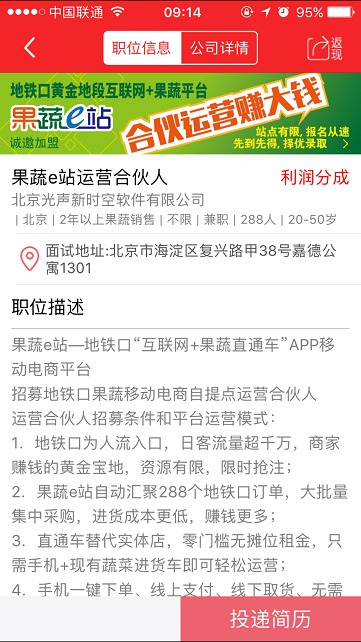 中国联通 09:14 95%
职位信息 公司详情 返现
地铁口黄金地段互联网+果蔬平台
果蔬e站
诚邀加盟
合伙运营赚大钱
站点有限,报名从速
先到先得,择优录取
果蔬e站运营合伙人 利润分成
北京光声新时空软件有限公司
| 北京 | 2年以上果蔬销售 | 不限 | 兼职 | 288人 | 20-50岁
面试地址:北京市海淀区复兴路甲38号嘉德公
寓1301
职位描述
果蔬e站—地铁口“互联网+果蔬直通车”APP移
动电商平台
招募地铁口果蔬移动电商自提点运营合伙人
运营合伙人招募条件和平台运营模式：
1．地铁口为人流入口，日客流量超千万，商家
赚钱的黄金宝地，资源有限，限时抢注；
2．果蔬e站自动汇聚288个地铁口订单，大批量
集中采购，进货成本更低，赚钱更多；
3．直通车替代实体店，零门槛无摊位租金，只
需手机+现有蔬菜进货车即可轻松运营；
4．手机一键下单、线上支付、线下取货、无需
投递简历